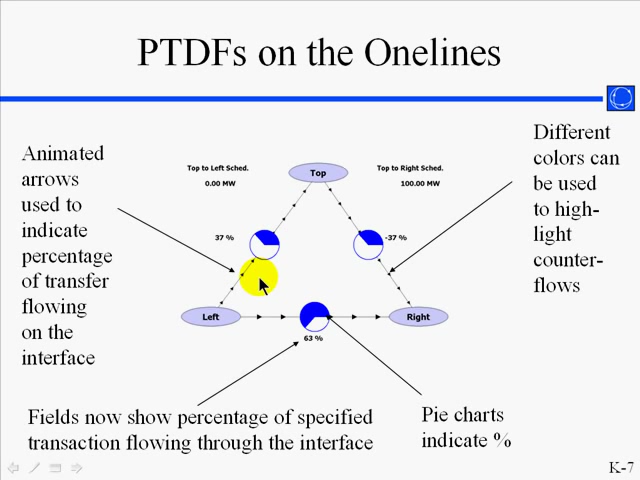 PTDFs on the Onelines
Animated
arrows
used to
indicate
percentage
of transfer
flowing
on the
interface
Top to Left Sched.
0.00 MW
Top
Top to Right Sched.
100.00 MW
37 %
-37 %
Left
Right
63 %
Different
colors can
be used
to high-
light
counter-
flows
Fields now show percentage of specified
transaction flowing through the interface
Pie charts
indicate %
K-7